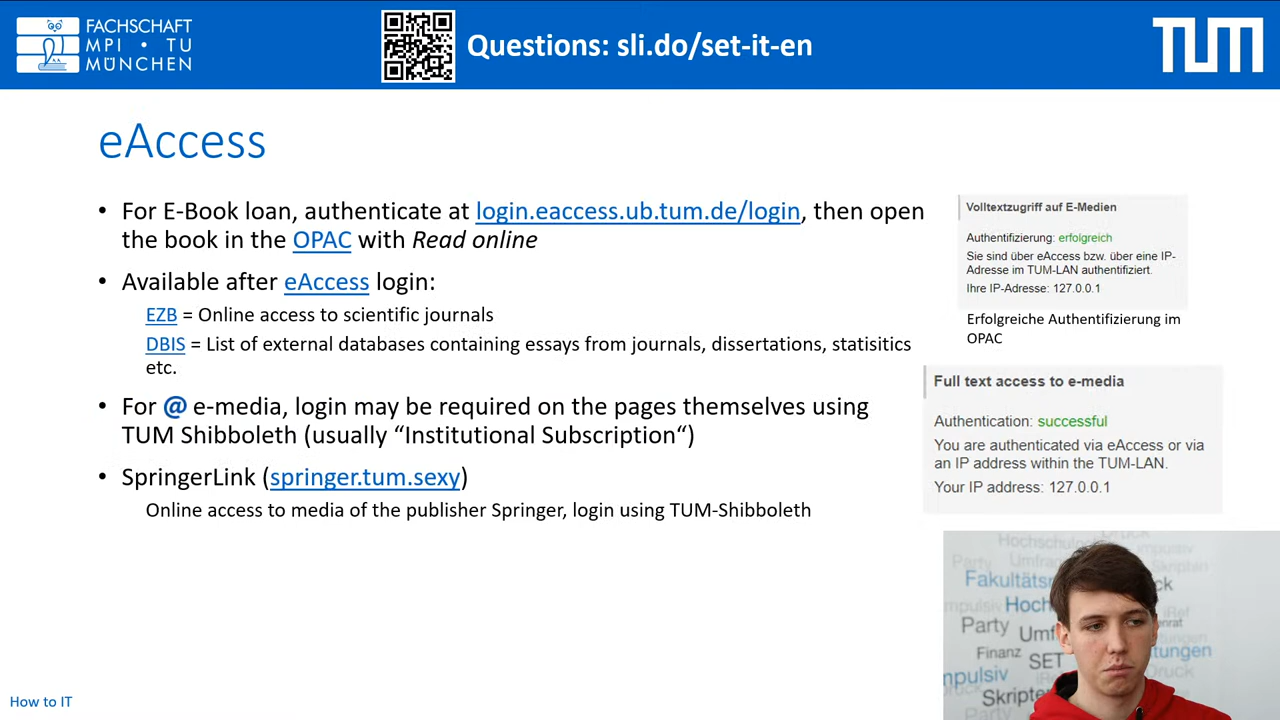 FACHSCHAFT
MPI • TU
MÜNCHEN
Questions: sli.do/set-it-en
TUM
eAccess
• For E-Book loan, authenticate at login.eaccess.ub.tum.de/login, then open
the book in the OPAC with Read online
• Available after eAccess login:
EZB = Online access to scientific journals
DBIS = List of external databases containing essays from journals, dissertations, statisitics
etc.
• For @ e-media, login may be required on the pages themselves using
TUM Shibboleth (usually “Institutional Subscription“)
• SpringerLink (springer.tum.sexy)
Online access to media of the publisher Springer, login using TUM-Shibboleth
Volltextzugriff auf E-Medien
Authentifizierung: erfolgreich
Sie sind über eAccess bzw. über eine IP-
Adresse im TUM-LAN authentifiziert.
Ihre IP-Adresse: 127.0.0.1
Erfolgreiche Authentifizierung im
OPAC
Full text access to e-media
Authentication: successful
You are authenticated via eAccess or via
an IP address within the TUM-LAN.
Your IP address: 127.0.0.1
Party
Fakultäts
Hoch
Party
Umf
Finanz
SET
tungen
Skripten
How to IT